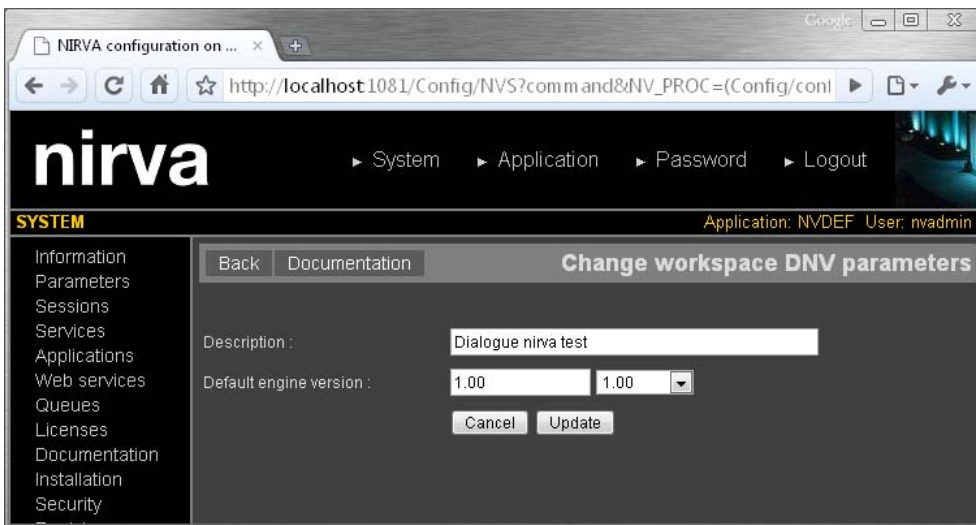 Google
NIRVA configuration on ...
http://localhost:1081/Config/NVS?command&NV_PROC=(Config/conf
nirva
System
Application
Password
Logout
SYSTEM
Application: NVDEF User: nvadmin
Information
Parameters
Sessions
Services
Applications
Web services
Queues
Licenses
Documentation
Installation
Security
Back
Documentation
Change workspace DNV parameters
Description :
Dialogue nirva test
Default engine version :
1.00
1.00
Cancel
Update